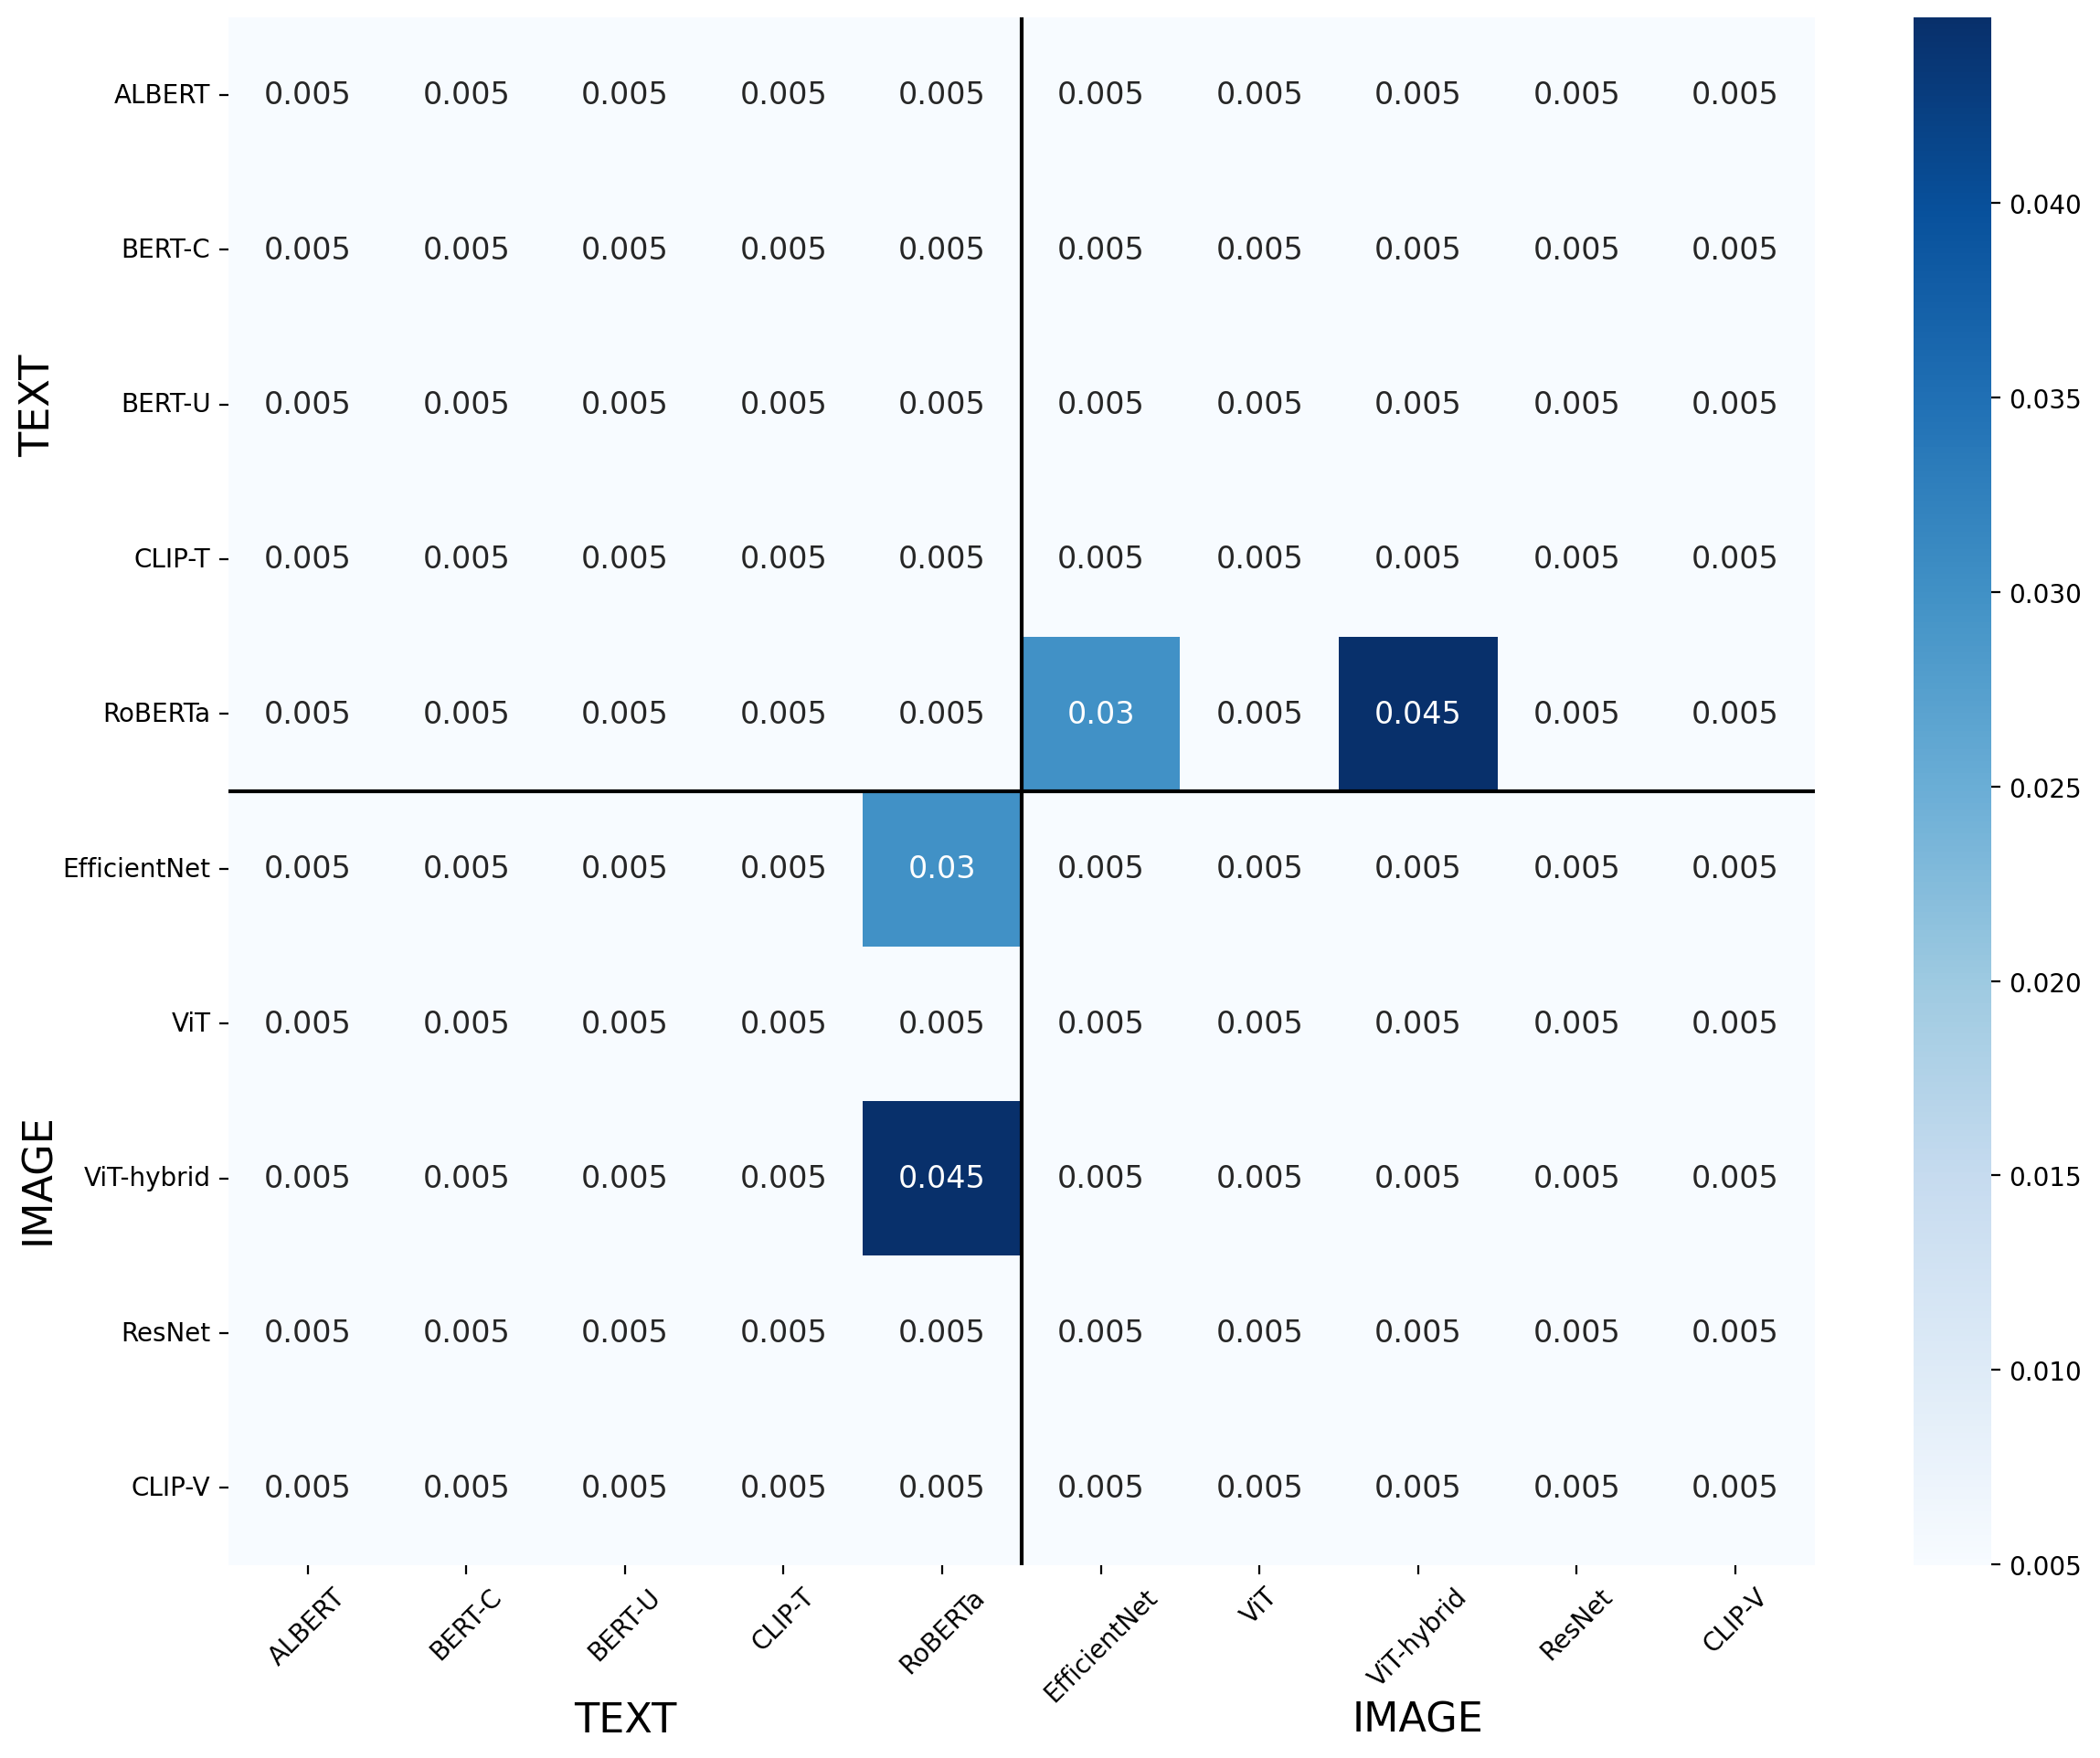 TEXT
IMAGE
ALBERT 0.005 0.005 0.005 0.005 0.005 0.005 0.005 0.005 0.005 0.005
BERT-C 0.005 0.005 0.005 0.005 0.005 0.005 0.005 0.005 0.005 0.005
BERT-U 0.005 0.005 0.005 0.005 0.005 0.005 0.005 0.005 0.005 0.005
CLIP-T 0.005 0.005 0.005 0.005 0.005 0.005 0.005 0.005 0.005 0.005
RoBERTa 0.005 0.005 0.005 0.005 0.005 0.03 0.005 0.045 0.005 0.005
EfficientNet 0.005 0.005 0.005 0.005 0.03 0.005 0.005 0.005 0.005 0.005
ViT 0.005 0.005 0.005 0.005 0.005 0.005 0.005 0.005 0.005 0.005
ViT-hybrid 0.005 0.005 0.005 0.005 0.045 0.005 0.005 0.005 0.005 0.005
ResNet 0.005 0.005 0.005 0.005 0.005 0.005 0.005 0.005 0.005 0.005
CLIP-V 0.005 0.005 0.005 0.005 0.005 0.005 0.005 0.005 0.005 0.005
ALBERT BERT-C BERT-U CLIP-T RoBERTa EfficientNet ViT ViT-hybrid ResNet CLIP-V
TEXT IMAGE
0.040
0.035
0.030
0.025
0.020
0.015
0.010
0.005